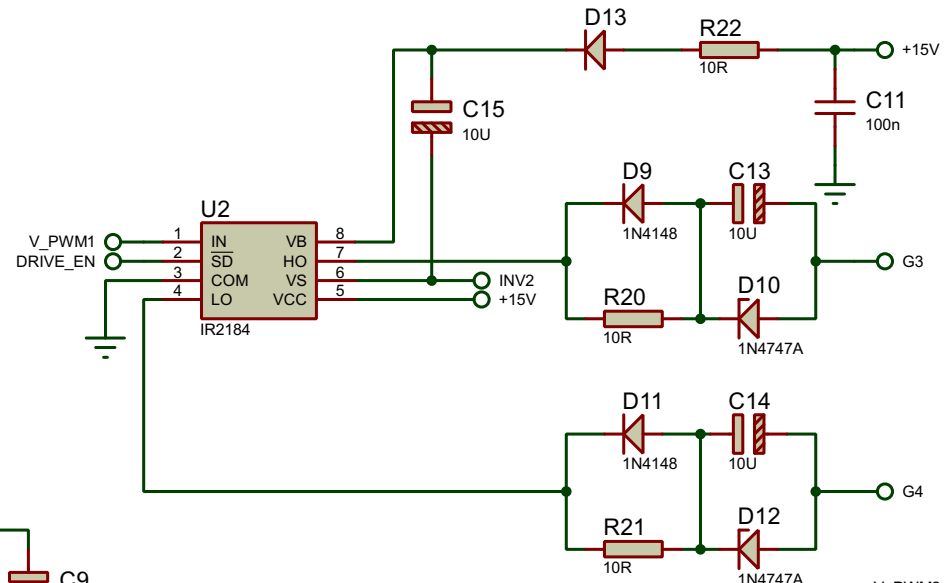 D13
R22
10R
+15V
C15
10U
C11
100n
D9
1N4148
C13
10U
U2
V_PWM1
1
IN
VB
8
DRIVE_EN
2
SD
HO
7
G3
3
COM
VS
6
INV2
4
LO
VCC
5
+15V
IR2184
R20
10R
D10
1N4747A
D11
1N4148
C14
10U
G4
R21
10R
D12
1N4747A
C9